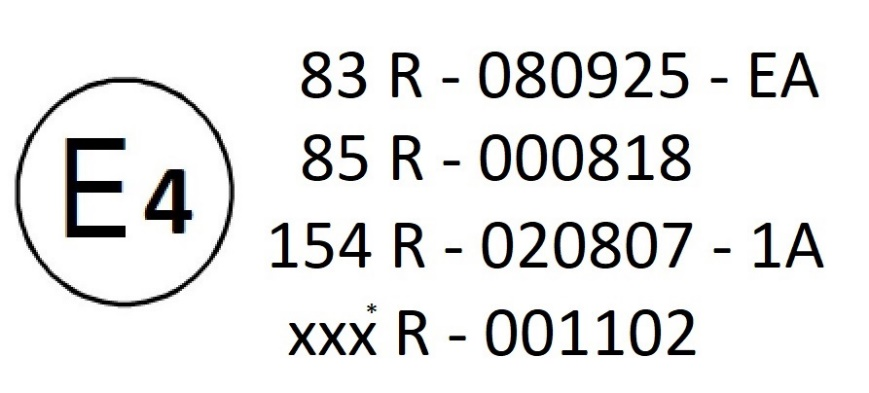 E4
83 R - 080925 - EA
85 R - 000818
154 R - 020807 - 1A
xxx* R - 001102